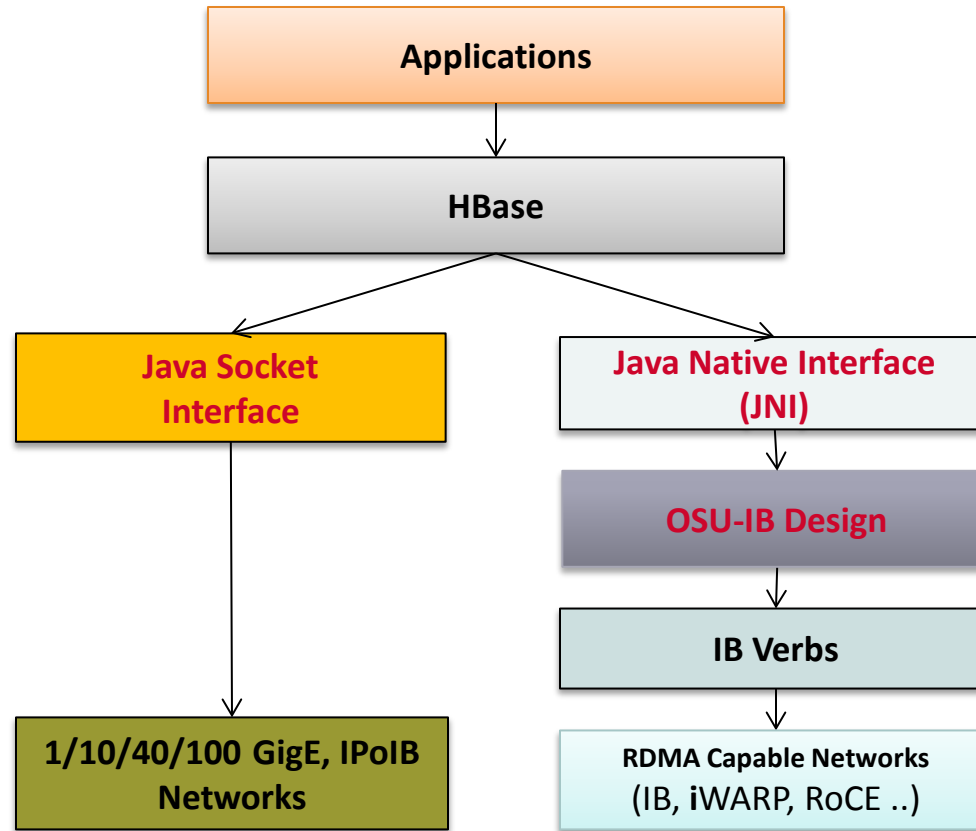 Applications
HBase
Java Socket
Interface
Java Native Interface
(JNI)
OSU-IB Design
IB Verbs
1/10/40/100 GigE, IPoIB
Networks
RDMA Capable Networks
(IB, iWARP, RoCE ..)